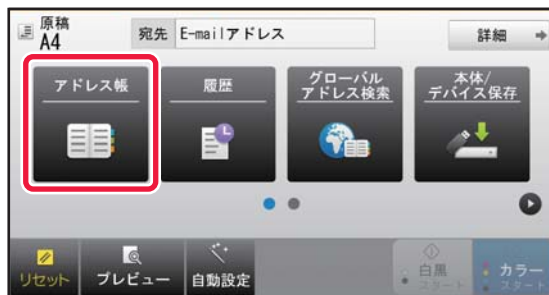 原稿
A4
宛先 E-mailアドレス
詳細
アドレス帳
履歴
グローバル
アドレス検索
本体/
デバイス保存
リセット
プレビュー
自動設定
白黒
スタート
カラー
スタート